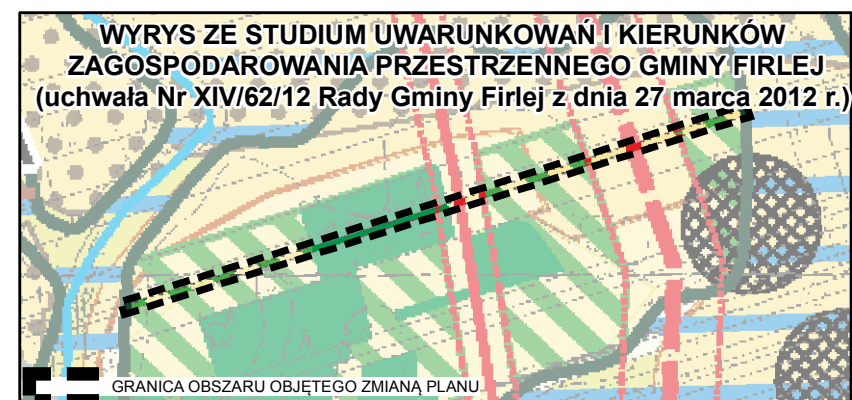 WYRYS ZE STUDIUM UWARUNKOWAŃ I KIERUNKÓW
ZAGOSPODAROWANIA PRZESTRZENNEGO GMINY FIRLEJ
(uchwała Nr XIV/62/12 Rady Gminy Firlej z dnia 27 marca 2012 r.)
GRANICA OBSZARU OBJĘTEGO ZMIANĄ PLANU